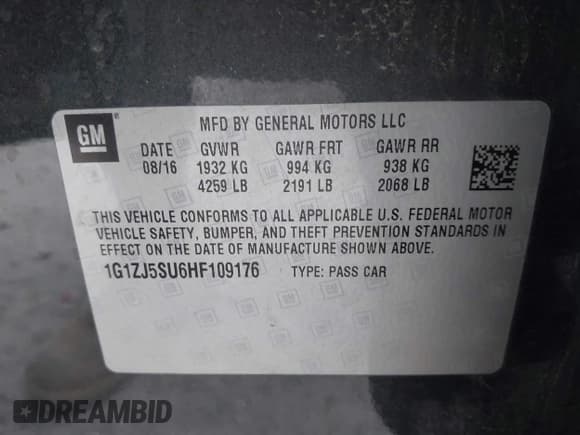 GM
MFD BY GENERAL MOTORS LLC
DATE GVWR GAWR FRT GAWR RR
08/16 1932 KG 994 KG 938 KG
4259 LB 2191 LB 2068 LB
THIS VEHICLE CONFORMS TO ALL APPLICABLE U.S. FEDERAL MOTOR
VEHICLE SAFETY, BUMPER, AND THEFT PREVENTION STANDARDS IN
EFFECT ON THE DATE OF MANUFACTURE SHOWN ABOVE.
1G1ZJ5SU6HF109176 TYPE: PASS CAR
DREAMBID